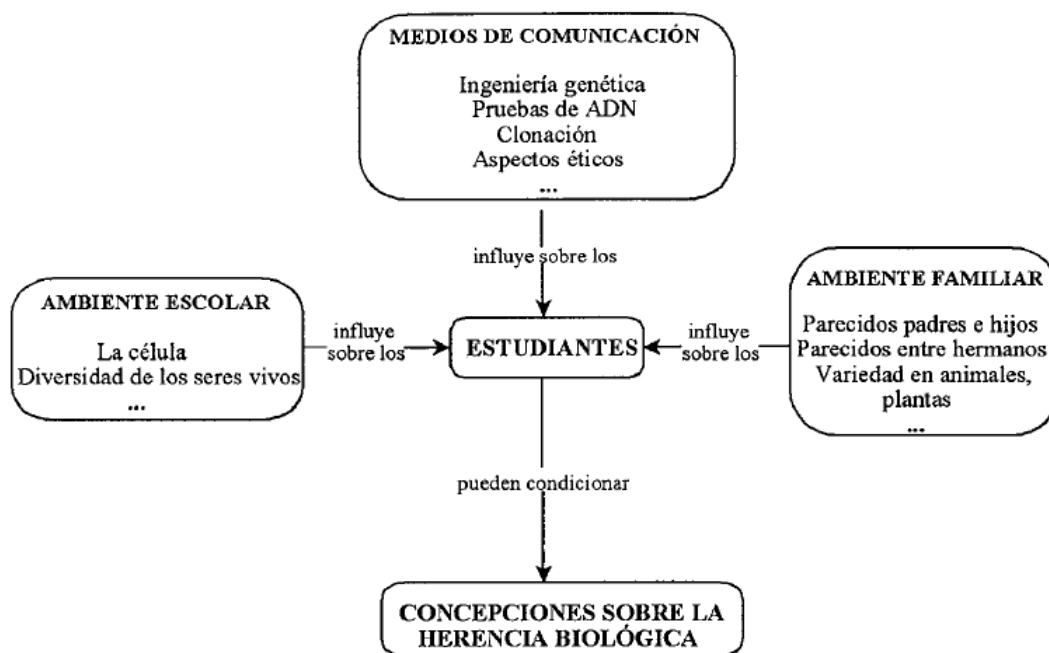 MEDIOS DE COMUNICACIÓN
Ingeniería genética
Pruebas de ADN
Clonación
Aspectos éticos
...
influye sobre los
AMBIENTE ESCOLAR
La célula
Diversidad de los seres vivos
...
influye
sobre los
ESTUDIANTES
influye
sobre los
AMBIENTE FAMILIAR
Parecidos padres e hijos
Parecidos entre hermanos
Variedad en animales,
plantas
...
pueden condicionar
CONCEPCIONES SOBRE LA
HERENCIA BIOLÓGICA